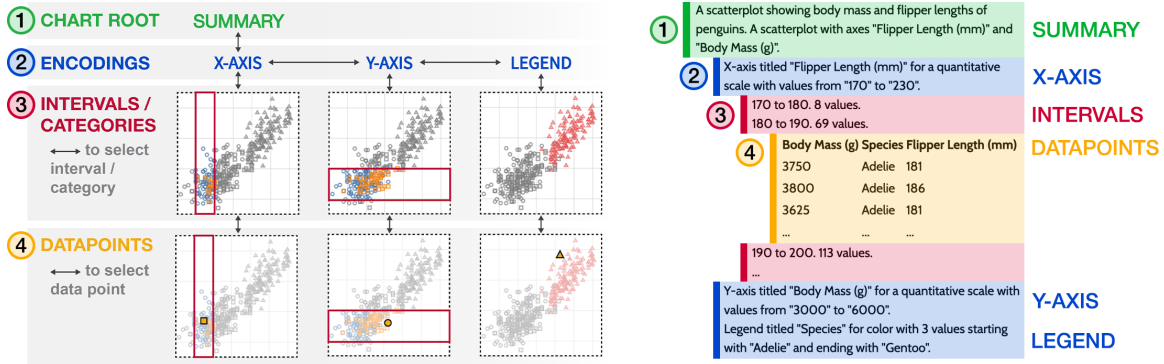 1 CHART ROOT SUMMARY
2 ENCODINGS X-AXIS Y-AXIS LEGEND
3 INTERVALS /
CATEGORIES
to select
interval /
category
4 DATAPOINTS
to select
data point
1 A scatterplot showing body mass and flipper lengths of
penguins. A scatterplot with axes "Flipper Length (mm)" and
"Body Mass (g)".
SUMMARY
2 X-axis titled "Flipper Length (mm)" for a quantitative
scale with values from "170" to "230".
X-AXIS
3 170 to 180. 8 values.
180 to 190. 69 values.
INTERVALS
4 Body Mass (g) Species Flipper Length (mm) DATAPOINTS
3750 Adelie 181
3800 Adelie 186
3625 Adelie 181
... ... ...
190 to 200. 113 values.
...
Y-axis titled "Body Mass (g)" for a quantitative scale with
values from "3000" to "6000".
Y-AXIS
Legend titled "Species" for color with 3 values starting
with "Adelie" and ending with "Gentoo".
LEGEND